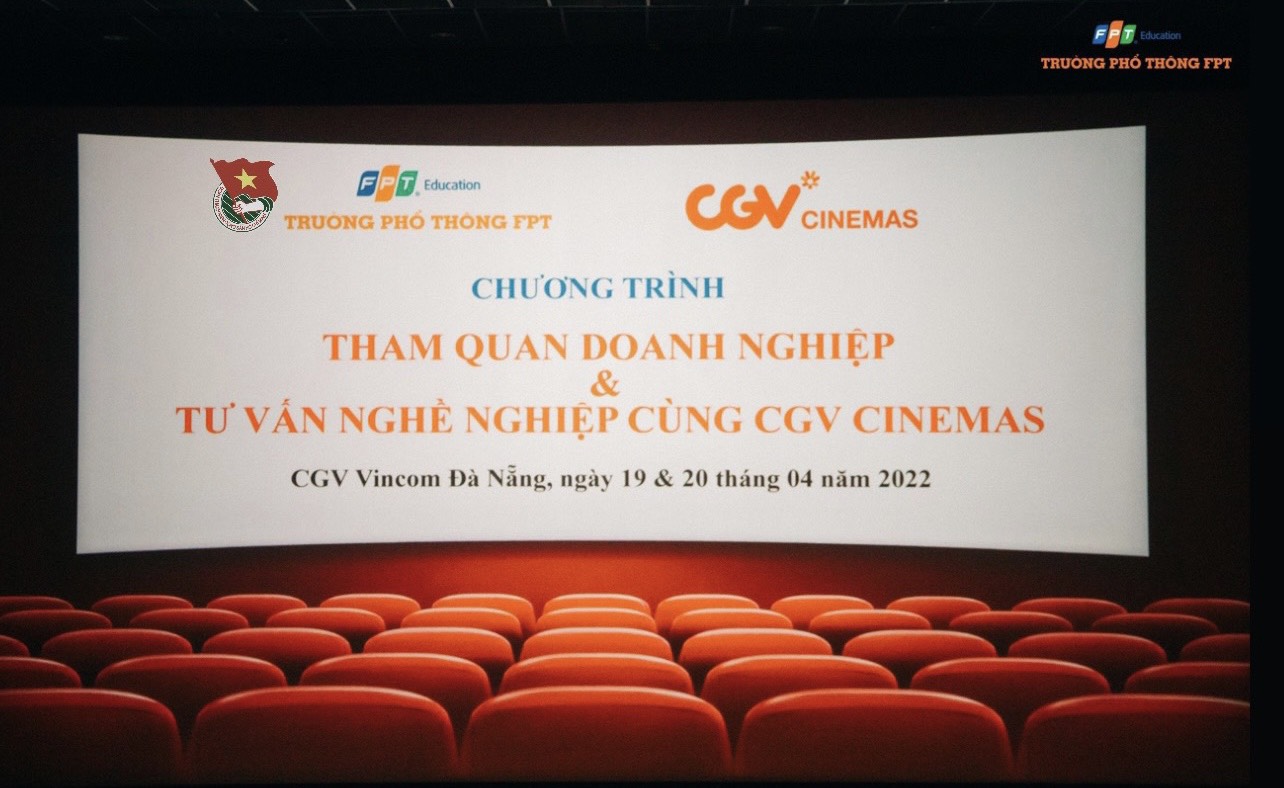 FPT Education
TRƯỜNG PHỔ THÔNG FPT
FPT Education
TRƯỜNG PHỔ THÔNG FPT
CGV CINEMAS
CHƯƠNG TRÌNH
THAM QUAN DOANH NGHIỆP
&
TƯ VẤN NGHỀ NGHIỆP CÙNG CGV CINEMAS
CGV Vincom Đà Nẵng, ngày 19 & 20 tháng 04 năm 2022